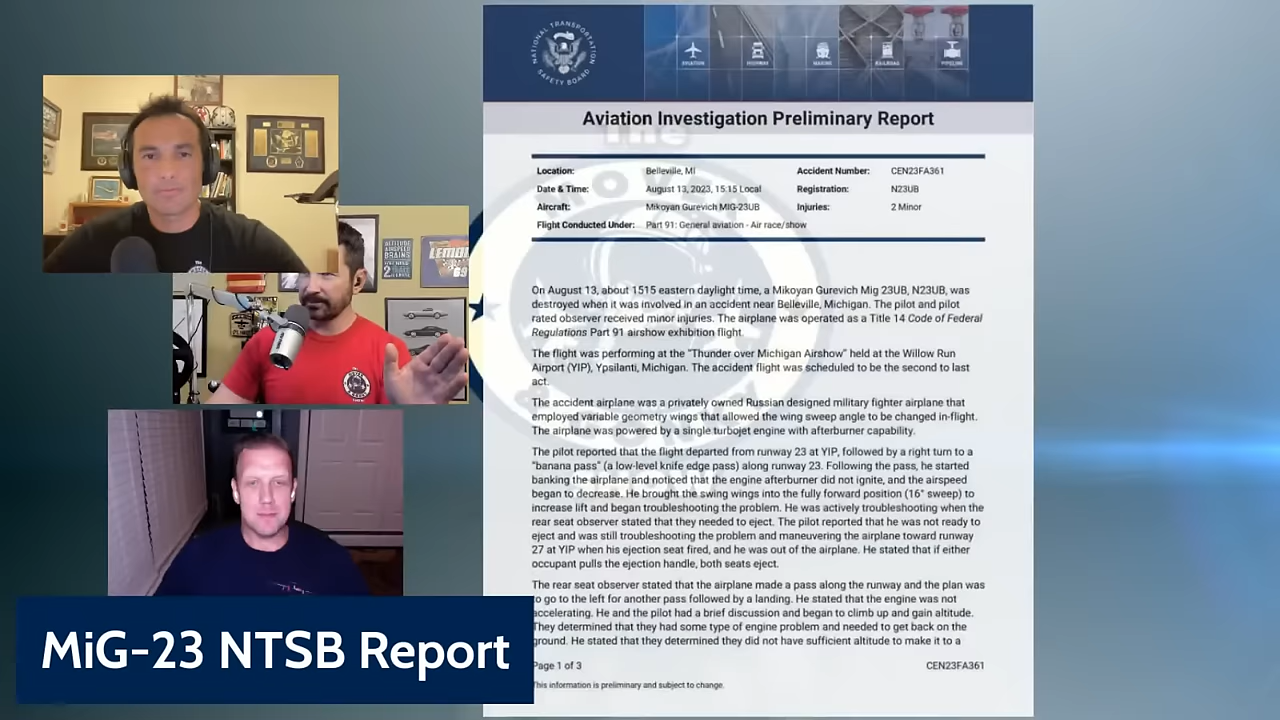 NATIONAL TRANSPORTATION SAFETY BOARD
AVIATION
HIGHWAY
MARINE
RAILROAD
PIPELINE
Aviation Investigation Preliminary Report
Location: Belleville, MI Accident Number: CEN23FA361
Date & Time: August 13, 2023, 15:15 Local Registration: N23UB
Aircraft: Mikoyan Gurevich MIG-23UB Injuries: 2 Minor
Flight Conducted Under: Part 91: General aviation - Air race/show
On August 13, about 1515 eastern daylight time, a Mikoyan Gurevich Mig 23UB, N23UB, was
destroyed when it was involved in an accident near Belleville, Michigan. The pilot and pilot
rated observer received minor injuries. The airplane was operated as a Title 14 Code of Federal
Regulations Part 91 airshow exhibition flight.
The flight was performing at the "Thunder over Michigan Airshow" held at the Willow Run
Airport (YIP), Ypsilanti, Michigan. The accident flight was scheduled to be the second to last
act.
The accident airplane was a privately owned Russian designed military fighter airplane that
employed variable geometry wings that allowed the wing sweep angle to be changed in-flight.
The airplane was powered by a single turbojet engine with afterburner capability.
The pilot reported that the flight departed from runway 23 at YIP, followed by a right turn to a
"banana pass" (a low-level knife edge pass) along runway 23. Following the pass, he started
banking the airplane and noticed that the engine afterburner did not ignite, and the airspeed
began to decrease. He brought the swing wings into the fully forward position (16° sweep) to
increase lift and began troubleshooting the problem. He was actively troubleshooting when the
rear seat observer stated that they needed to eject. The pilot reported that he was not ready to
eject and was still troubleshooting the problem and maneuvering the airplane toward runway
27 at YIP when his ejection seat fired, and he was out of the airplane. He stated that if either
occupant pulls the ejection handle, both seats eject.
The rear seat observer stated that the airplane made a pass along the runway and the plan was
to go to the left for another pass followed by a landing. He stated that the engine was not
accelerating. He and the pilot had a brief discussion and began to climb up and gain altitude.
They determined that they had some type of engine problem and needed to get back on the
ground. He stated that they determined they did not have sufficient altitude to make it to a
Page 1 of 3 CEN23FA361
This information is preliminary and subject to change.
The
SHOW
ALTITUDE
AIRSPEED
BRAINS
LEMO
MiG-23 NTSB Report